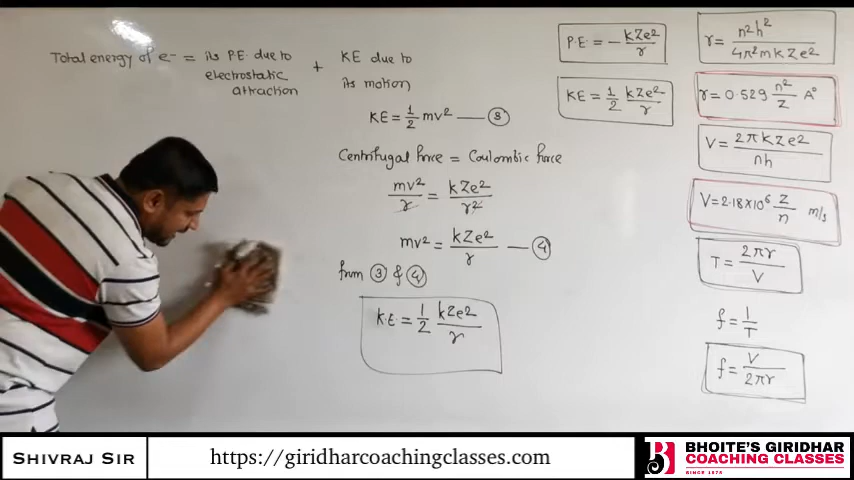 Total energy of e- = its P.E. due to electrostatic attraction + KE due to its motion
KE = 1/2 mv² —— (3)
Centrifugal force = Coulombic force
mv²/r = kZe²/r²
mv² = kZe²/r —— (4)
from (3) & (4)
K.E. = 1/2 kZe²/r
P.E. = - kZe²/r
KE = 1/2 kZe²/r
r = n²h²/4π²mkZe²
r = 0.529 n²/Z A°
V = 2πkZe²/nh
V = 2.18×10⁶ Z/n m/s
T = 2πr/V
f = 1/T
f = V/2πr
SHIVRAJ SIR
https://giridharcoachingclasses.com
BHOITE'S GIRIDHAR
COACHING CLASSES
SINCE 1975